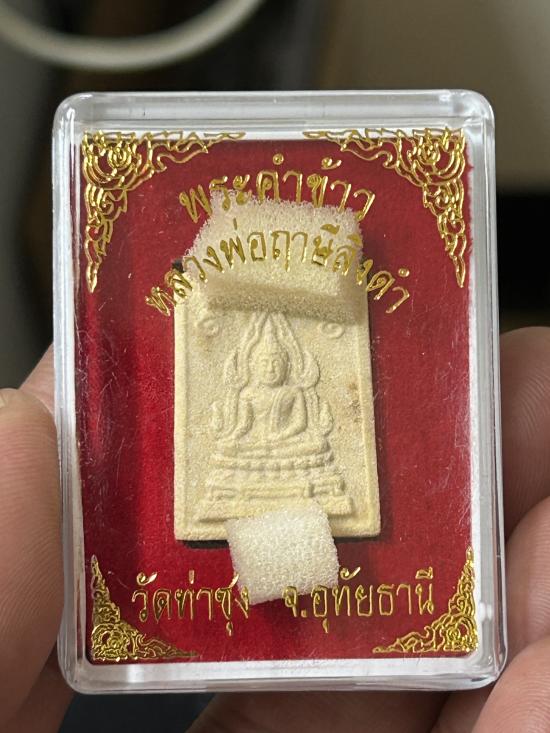 พระคำข้าว
หลวงพ่อฤาษีลิงดำ
วัดท่าซุง จ.อุทัยธานี